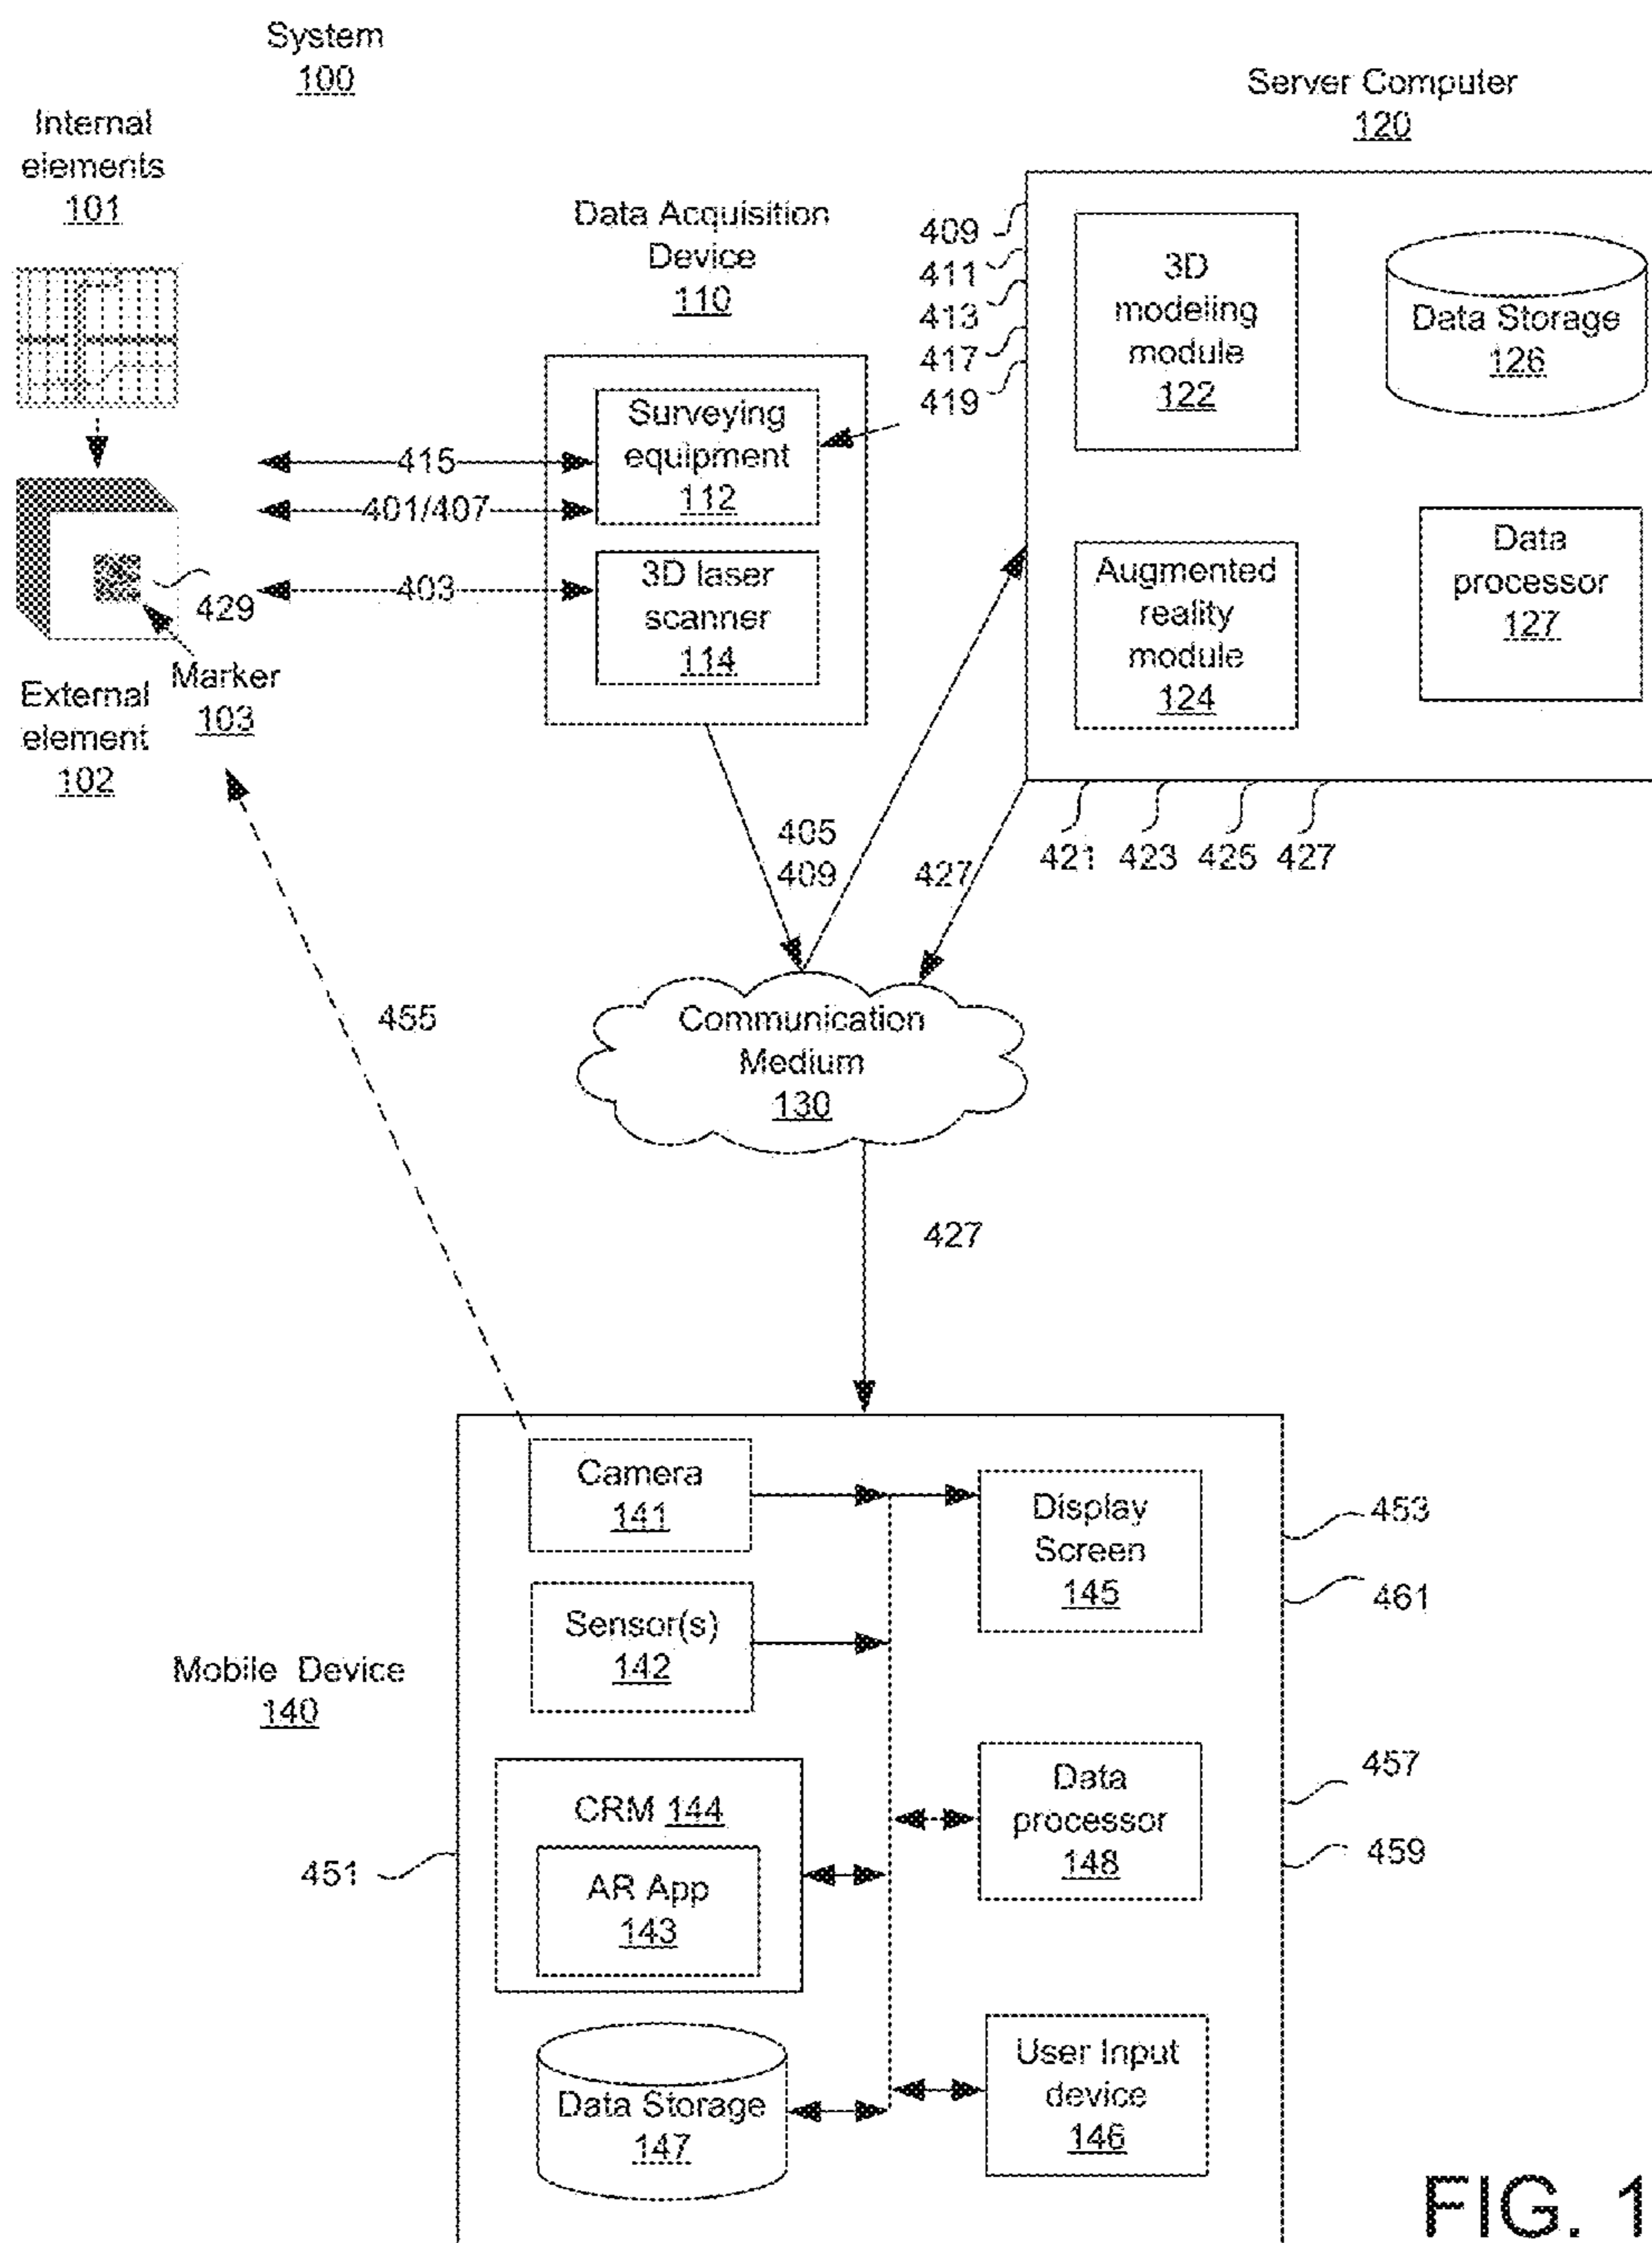 System
100
Internal
elements
101
Server Computer
120
Data Acquisition
Device
110
409
411
413
417
419
3D
modeling
module
122
Data Storage
126
Surveying
equipment
112
415
401/407
3D laser
scanner
114
403
429
Marker
103
External
element
102
Augmented
reality
module
124
Data
processor
127
421 423 425 427
405
409
427
455
Communication
Medium
130
427
Camera
141
Display
Screen
145
453
461
Sensor(s)
142
Mobile Device
140
CRM 144
AR App
143
451
Data
processor
148
457
459
Data Storage
147
User Input
device
146
FIG. 1